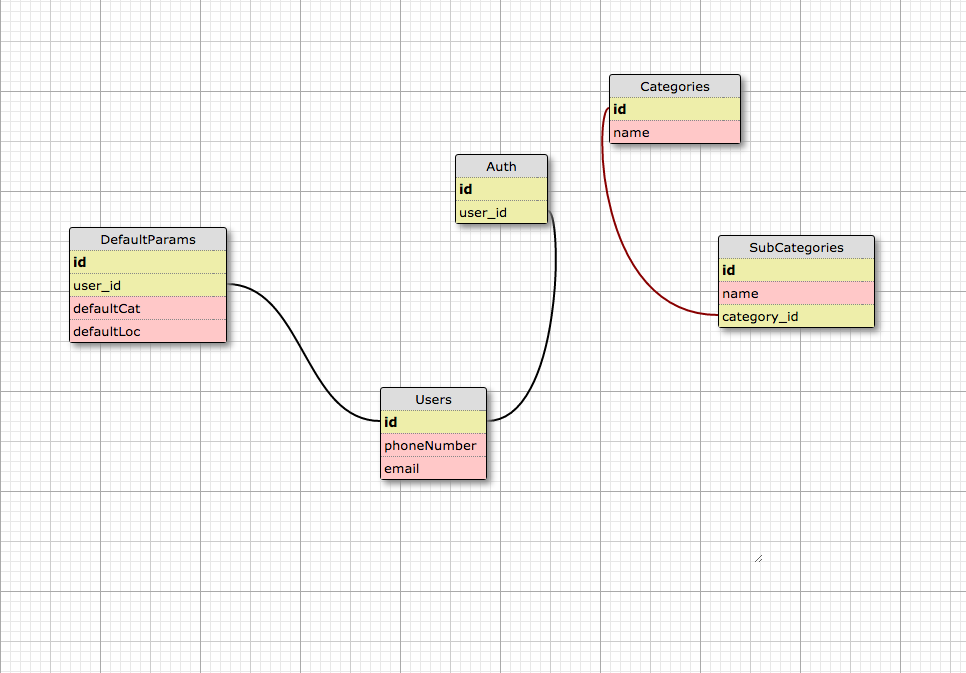 Categories
id
name
Auth
id
user_id
DefaultParams
id
user_id
defaultCat
defaultLoc
SubCategories
id
name
category_id
Users
id
phoneNumber
email